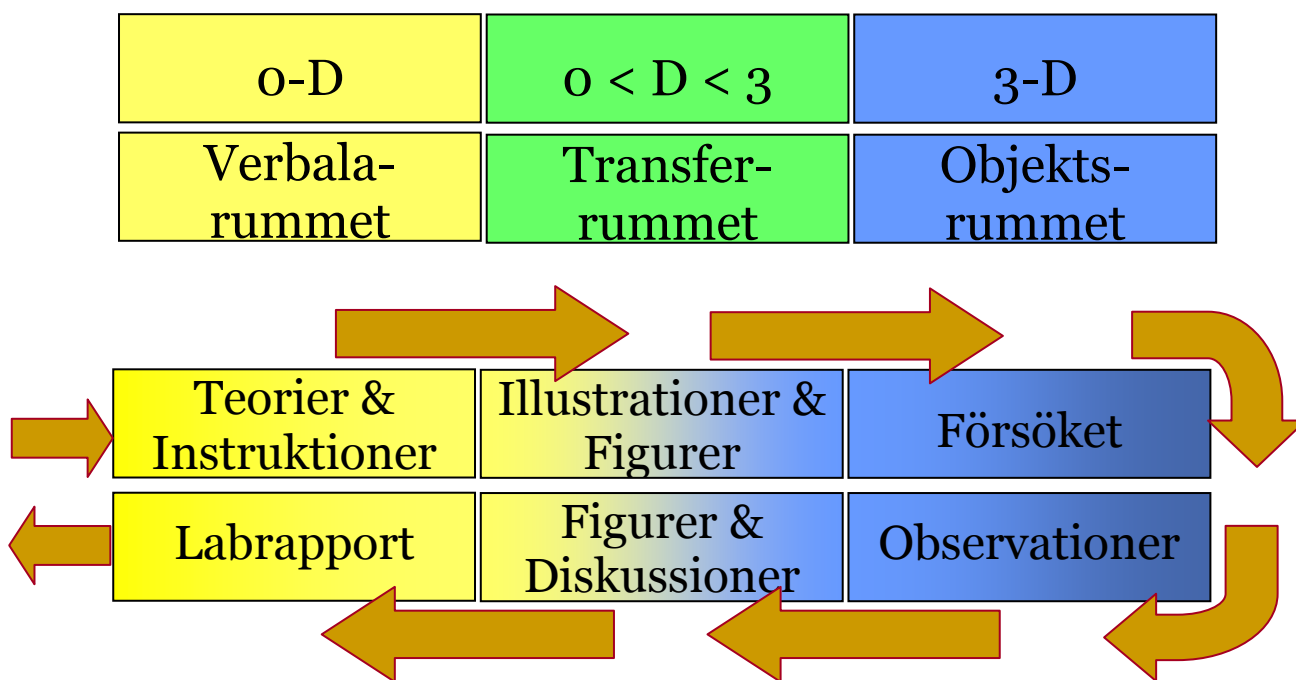 0-D
0 < D < 3
3-D
Verbala-
rummet
Transfer-
rummet
Objekts-
rummet
Teorier &
Instruktioner
Illustrationer &
Figurer
Försöket
Labrapport
Figurer &
Diskussioner
Observationer